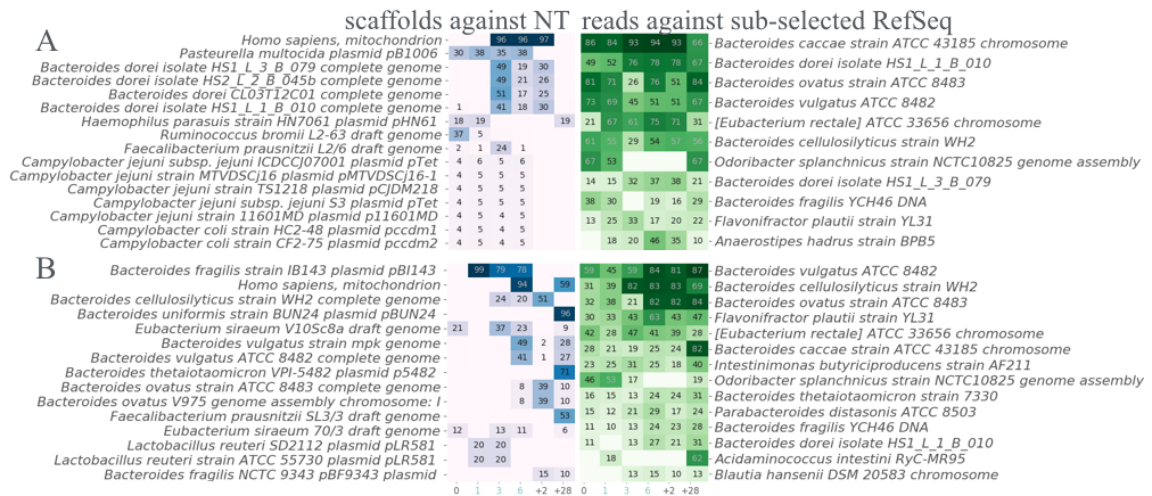 scaffolds against NT
reads against sub-selected RefSeq
A
Homo sapiens, mitochondrion 96 96 97
Pasteurella multocida plasmid pB1006 30 38 35 38
Bacteroides dorei isolate HS1_L_3_B_079 complete genome 49 19 30
Bacteroides dorei isolate HS2_L_2_B_045b complete genome 49 21 26
Bacteroides dorei CL03T12C01 complete genome 51 17 25
Bacteroides dorei isolate HS1_L_1_B_010 complete genome 1 41 18 30
Haemophilus parasuis strain HN7061 plasmid pHN61 18 19 19
Ruminococcus bromii L2-63 draft genome 37 5
Faecalibacterium prausnitzii L2/6 draft genome 2 1 24 1
Campylobacter jejuni subsp. jejuni ICDCCJ07001 plasmid pTet 4 6 5 6
Campylobacter jejuni strain MTVDSCj16 plasmid pMTVDSCj16-1 4 5 5 5
Campylobacter jejuni strain TS1218 plasmid pCJDM218 4 5 5 5
Campylobacter jejuni subsp. jejuni S3 plasmid pTet 4 5 5 5
Campylobacter jejuni strain 11601MD plasmid p11601MD 4 5 5 5
Campylobacter coli strain HC2-48 plasmid pccdm1 4 5 5 5
Campylobacter coli strain CF2-75 plasmid pccdm2 4 5 4 5
86 84 93 94 93 66 Bacteroides caccae strain ATCC 43185 chromosome
49 52 76 78 78 67 Bacteroides dorei isolate HS1_L_1_B_010
81 71 26 76 51 84 Bacteroides ovatus strain ATCC 8483
73 69 45 51 51 67 Bacteroides vulgatus ATCC 8482
21 67 61 75 71 31 [Eubacterium rectale] ATCC 33656 chromosome
61 55 29 54 57 56 Bacteroides cellulosilyticus strain WH2
67 53 67 Odoribacter splanchnicus strain NCTC10825 genome assembly
14 15 32 37 38 21 Bacteroides dorei isolate HS1_L_3_B_079
38 30 19 16 29 Bacteroides fragilis YCH46 DNA
13 25 33 17 20 22 Flavonifractor plautii strain YL31
18 20 46 35 10 Anaerostipes hadrus strain BPB5
B
Bacteroides fragilis strain IB143 plasmid pBI143 99 79 78
Homo sapiens, mitochondrion 94 59
Bacteroides cellulosilyticus strain WH2 complete genome 24 20 51
Bacteroides uniformis strain BUN24 plasmid pBUN24 96
Eubacterium siraeum V10Sc8a draft genome 21 37 23 9
Bacteroides vulgatus strain mpk genome 49 2 28
Bacteroides vulgatus ATCC 8482 complete genome 41 1 27
Bacteroides thetaiotaomicron VPI-5482 plasmid p5482 71
Bacteroides ovatus strain ATCC 8483 complete genome 8 39 10
Bacteroides ovatus V975 genome assembly chromosome: I 8 39 10
Faecalibacterium prausnitzii SL3/3 draft genome 53
Eubacterium siraeum 70/3 draft genome 12 13 11 6
Lactobacillus reuteri SD2112 plasmid pLR581 20 20
Lactobacillus reuteri strain ATCC 55730 plasmid pLR581 20 20
Bacteroides fragilis NCTC 9343 pBF9343 plasmid 15 10
0 1 3 6 +2 +28
59 45 59 84 81 87 Bacteroides vulgatus ATCC 8482
31 39 82 83 83 69 Bacteroides cellulosilyticus strain WH2
32 38 21 82 82 84 Bacteroides ovatus strain ATCC 8483
30 33 43 63 43 47 Flavonifractor plautii strain YL31
42 28 47 41 39 28 [Eubacterium rectale] ATCC 33656 chromosome
28 21 19 25 24 82 Bacteroides caccae strain ATCC 43185 chromosome
23 25 31 25 18 40 Intestinimonas butyriciproducens strain AF211
46 53 17 19 Odoribacter splanchnicus strain NCTC10825 genome assembly
16 16 15 13 24 24 31 Bacteroides thetaiotaomicron strain 7330
15 12 21 29 17 24 Parabacteroides distasonis ATCC 8503
11 10 13 24 23 28 Bacteroides fragilis YCH46 DNA
11 13 27 21 31 Bacteroides dorei isolate HS1_L_1_B_010
18 62 Acidaminococcus intestini RyC-MR95
13 15 10 13 Blautia hansenii DSM 20583 chromosome
0 1 3 6 +2 +28